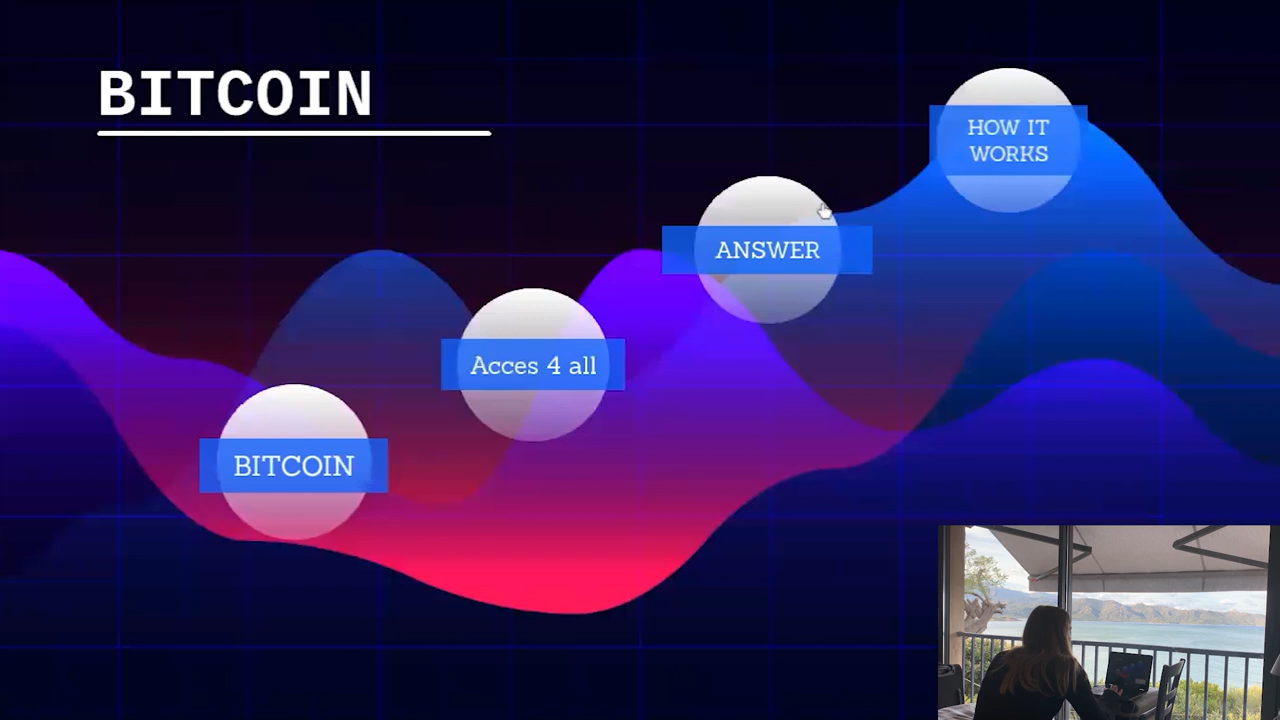 BITCOIN
HOW IT
WORKS
ANSWER
Acces 4 all
BITCOIN